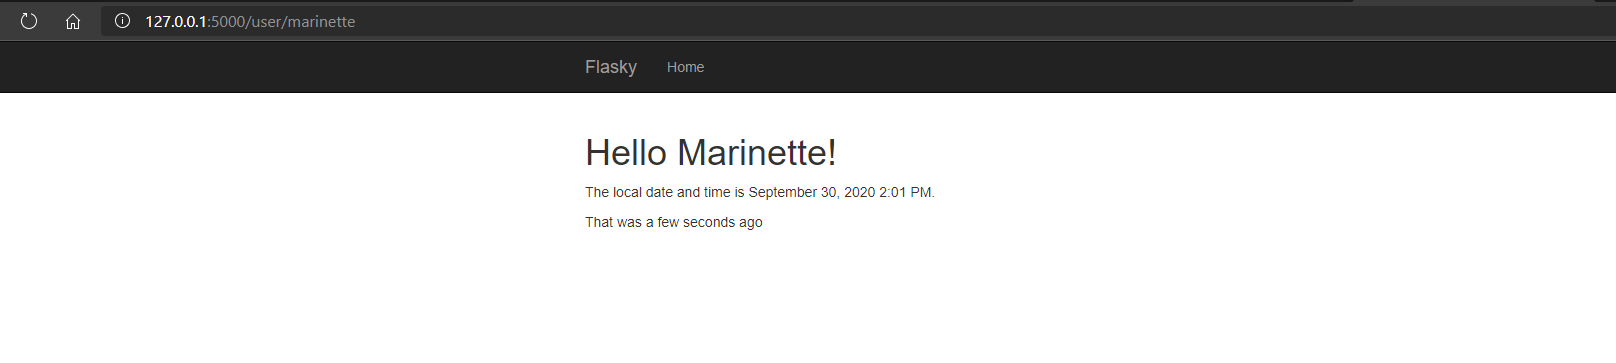 127.0.0.1:5000/user/marinette
Flasky Home
Hello Marinette!
The local date and time is September 30, 2020 2:01 PM.
That was a few seconds ago